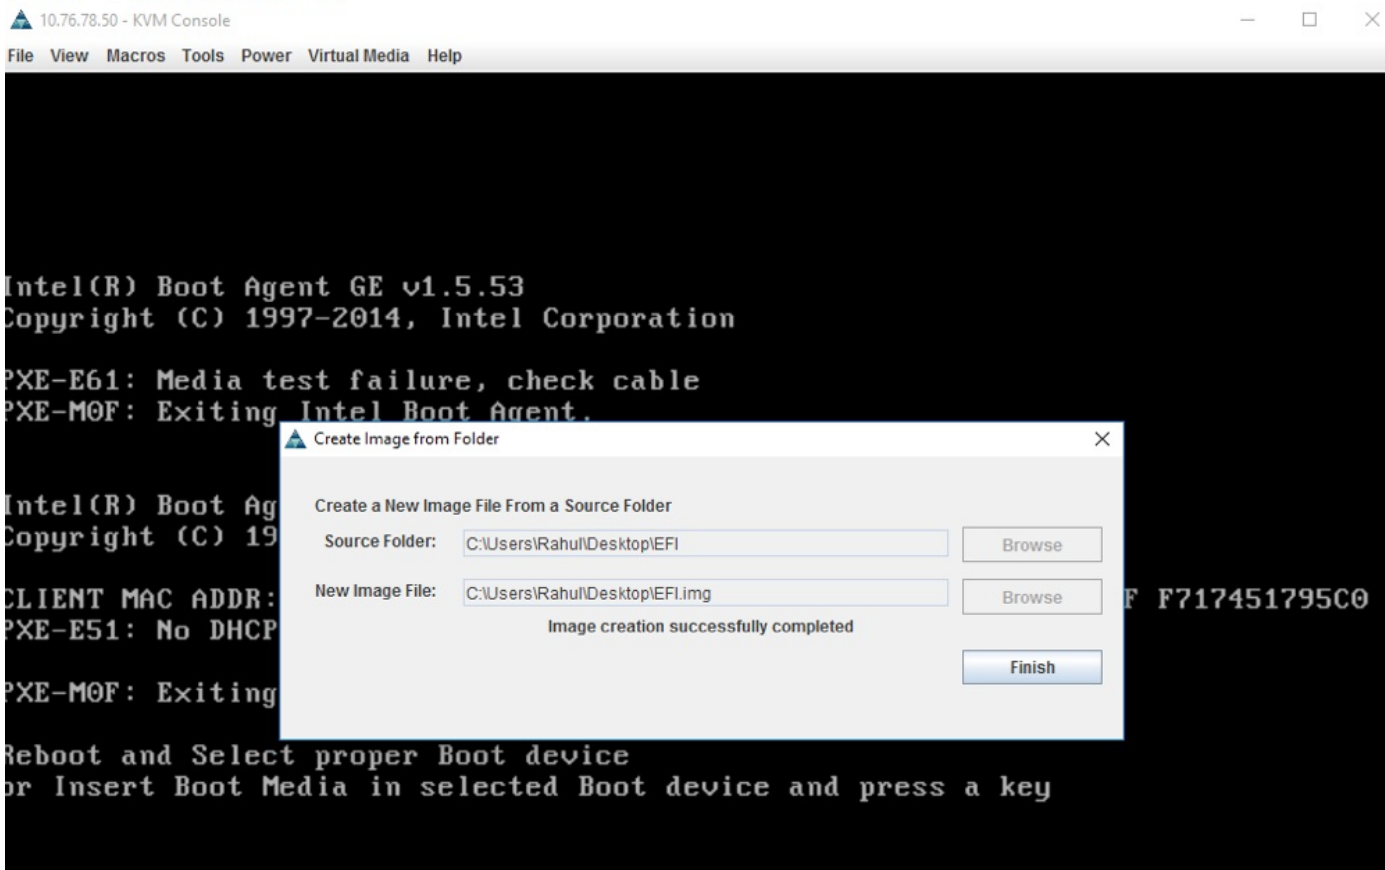 10.76.78.50 - KVM Console
File View Macros Tools Power Virtual Media Help
Intel(R) Boot Agent GE v1.5.53
Copyright (C) 1997-2014, Intel Corporation
PXE-E61: Media test failure, check cable
PXE-M0F: Exiting Intel Boot Agent.
Create Image from Folder
Intel(R) Boot Ag
Copyright (C) 19
CLIENT MAC ADDR: F F717451795C0
PXE-E51: No DHCP
PXE-M0F: Exiting
Create a New Image File From a Source Folder
Source Folder: C:\Users\Rahul\Desktop\EFI Browse
New Image File: C:\Users\Rahul\Desktop\EFI.img Browse
Image creation successfully completed
Finish
Reboot and Select proper Boot device
or Insert Boot Media in selected Boot device and press a key